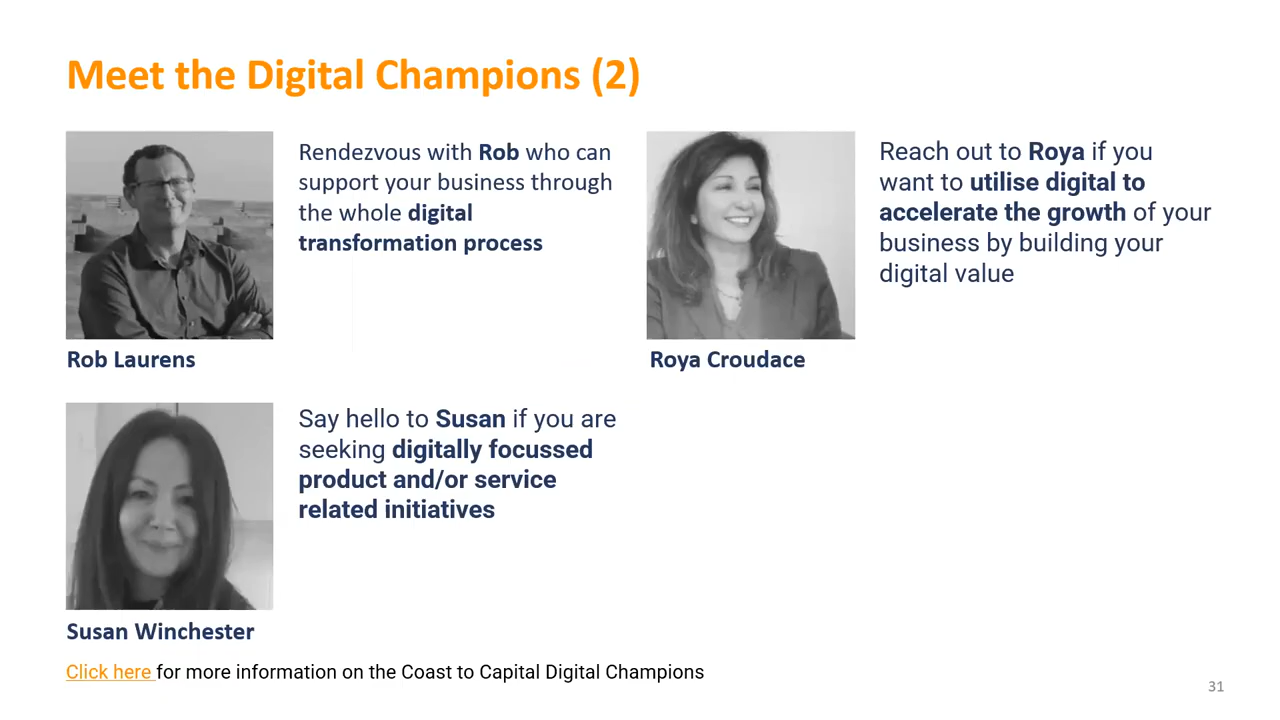 Meet the Digital Champions (2)
Rendezvous with Rob who can
support your business through
the whole digital
transformation process
Rob Laurens
Reach out to Roya if you
want to utilise digital to
accelerate the growth of your
business by building your
digital value
Roya Croudace
Say hello to Susan if you are
seeking digitally focussed
product and/or service
related initiatives
Susan Winchester
Click here for more information on the Coast to Capital Digital Champions
31